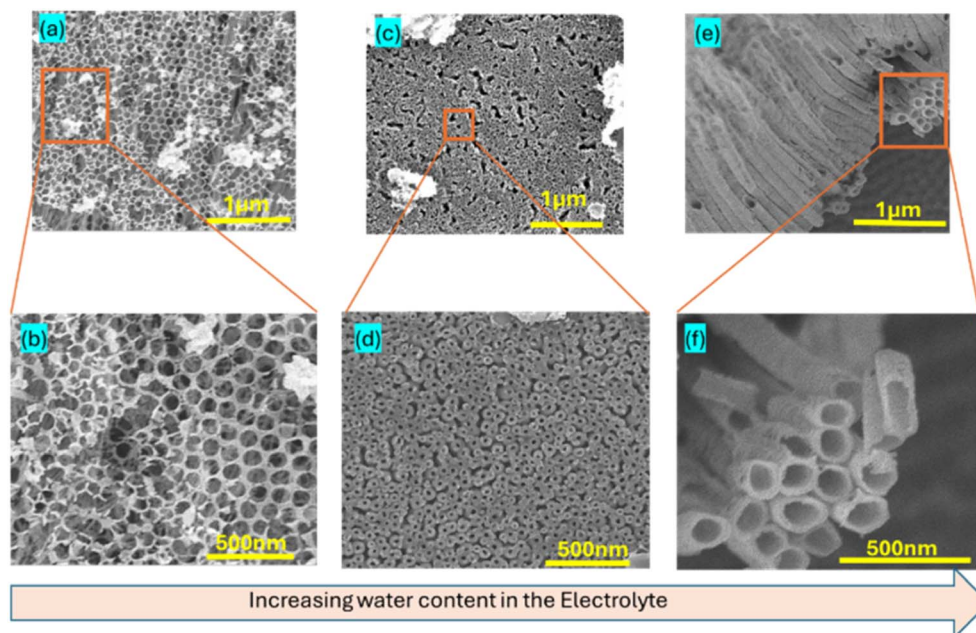 (a)
(c)
(e)
1µm
1µm
1µm
(b)
(d)
(f)
500nm
500nm
500nm
Increasing water content in the Electrolyte